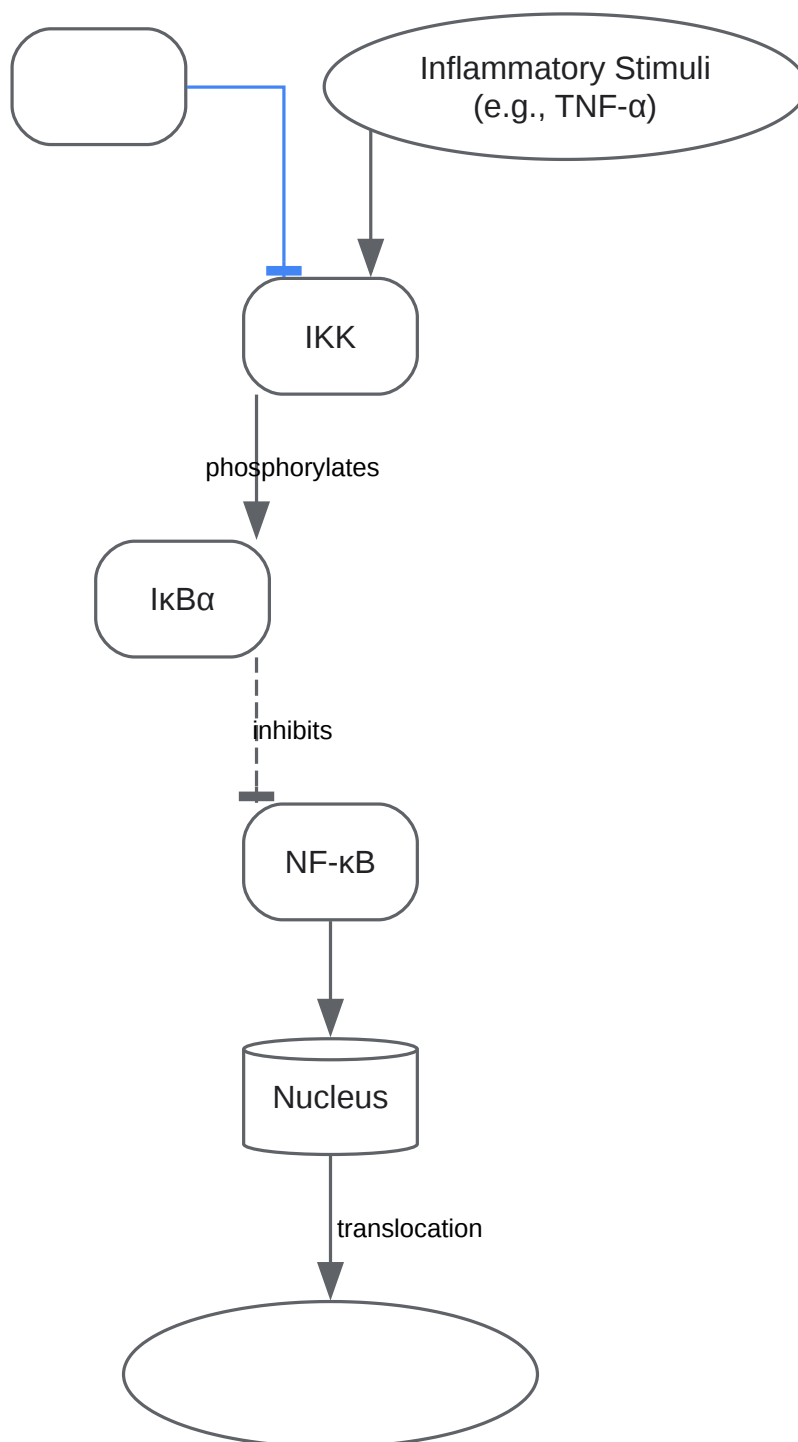 Inflammatory Stimuli
(e.g., TNF-α)
IKK
phosphorylates
IκBα
inhibits
NF-κB
Nucleus
translocation